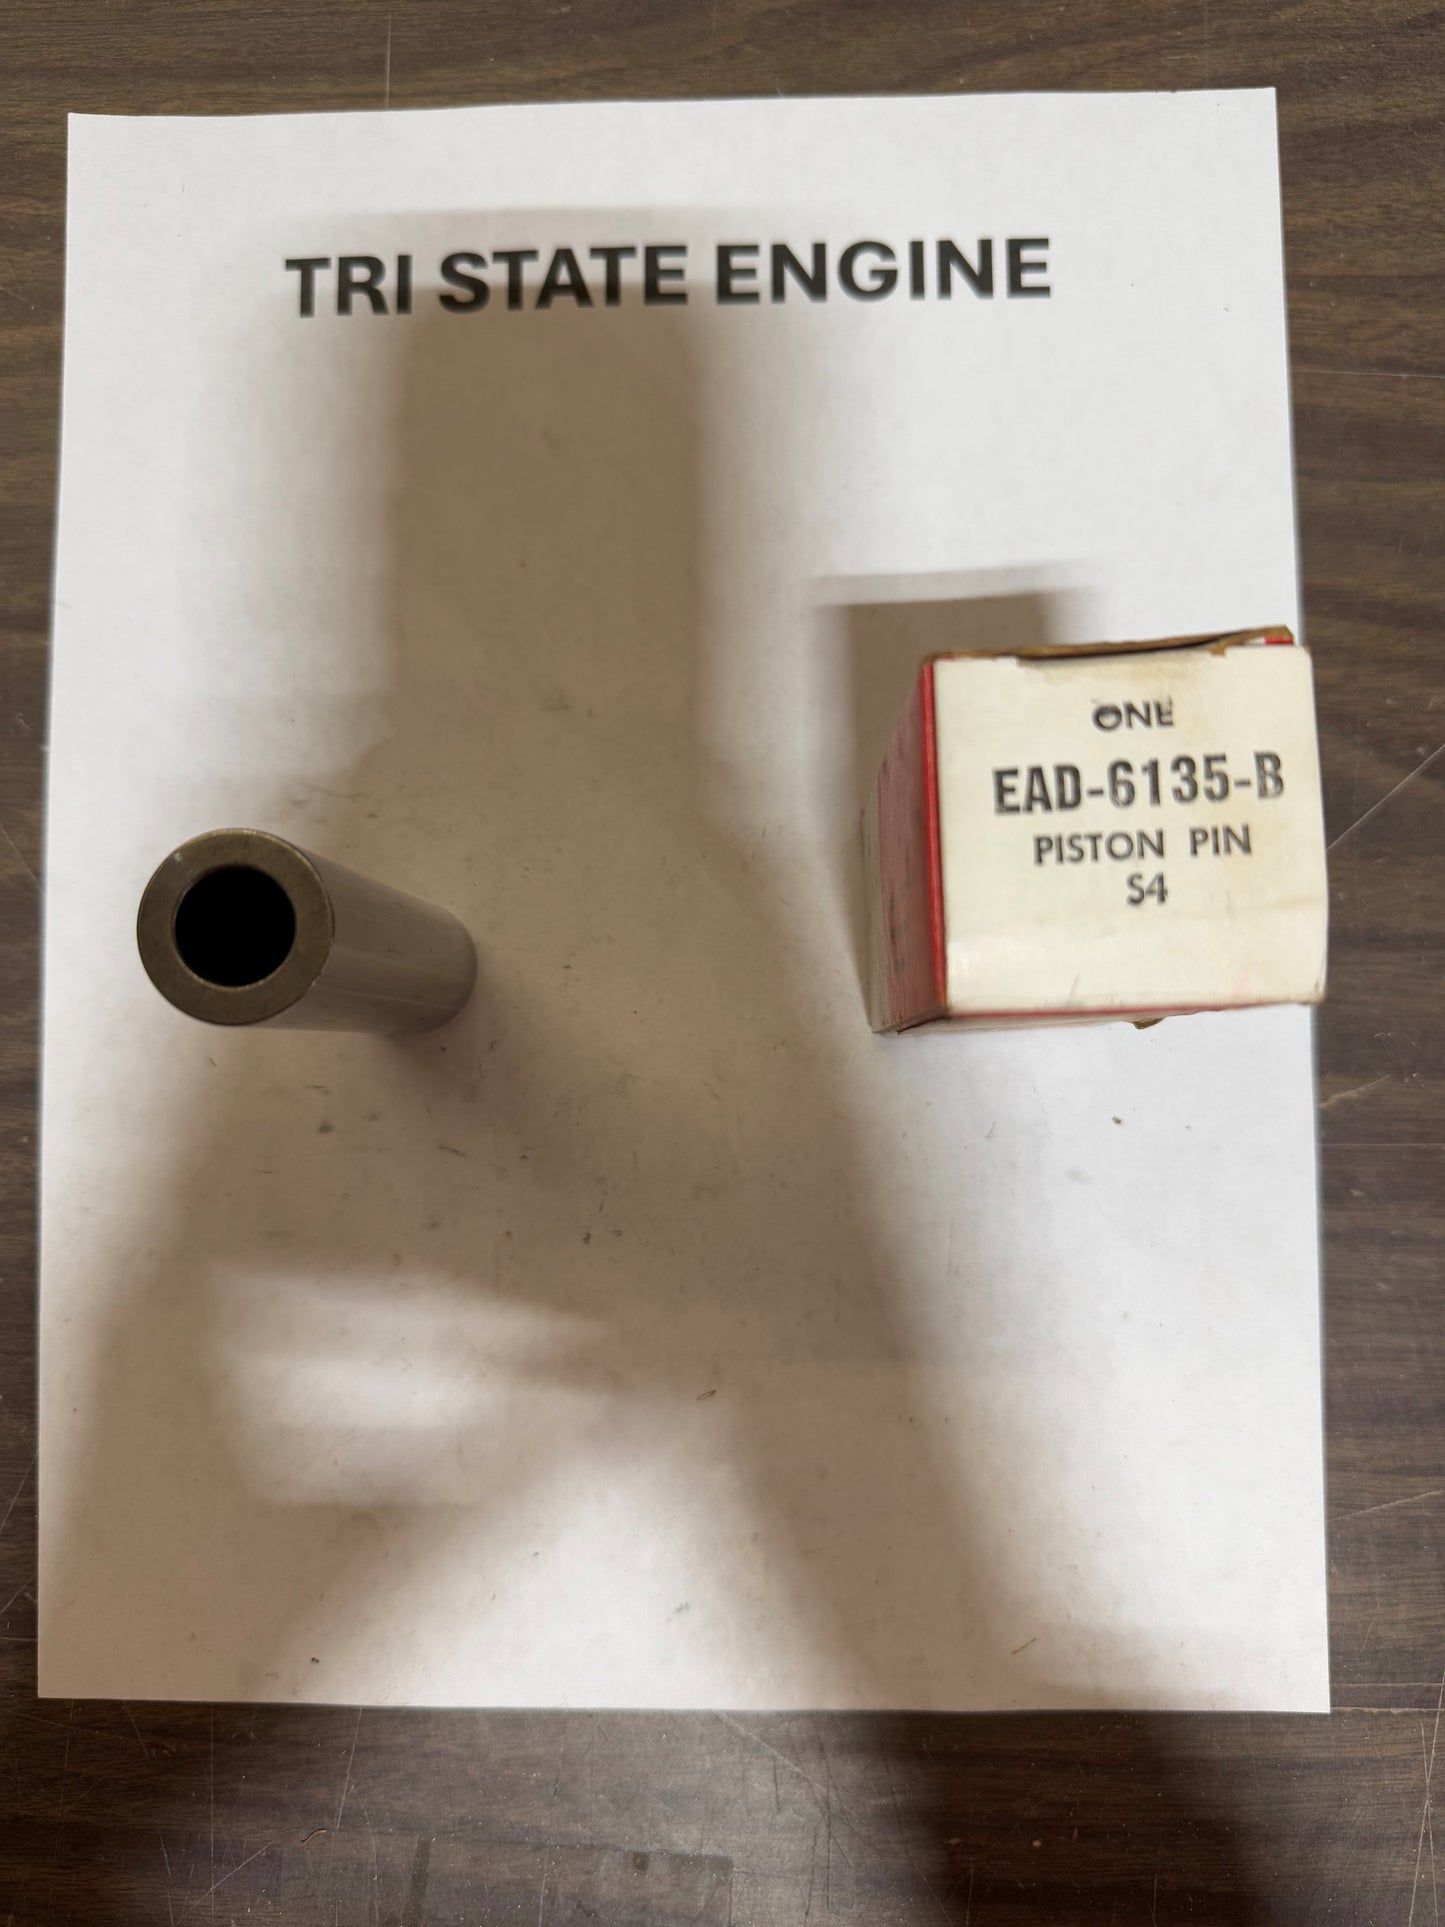 TRI STATE ENGINE
ONE
EAD-6135-B
PISTON PIN
S4